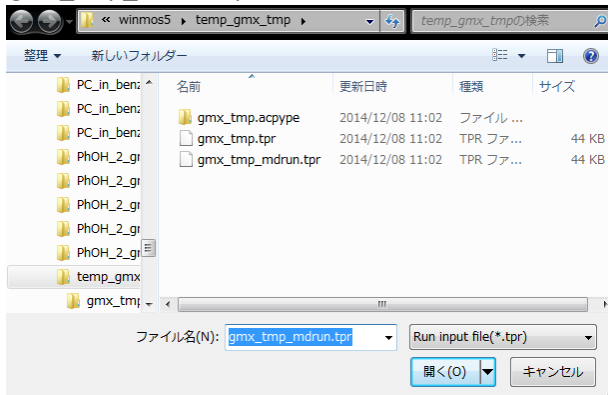 « winmos5 ▸ temp_gmx_tmp ▸ temp_gmx_tmpの検索
整理 ▼ 新しいフォルダー
名前 更新日時 種類 サイズ
PC_in_benz
PC_in_benz
PC_in_benz
PhOH_2_gr
PhOH_2_gr
PhOH_2_gr
PhOH_2_gr
PhOH_2_gr
temp_gmx
gmx_tmp
gmx_tmp.acpype 2014/12/08 11:02 ファイル ...
gmx_tmp.tpr 2014/12/08 11:02 TPR ファ... 44 KB
gmx_tmp_mdrun.tpr 2014/12/08 11:02 TPR ファ... 44 KB
ファイル名(N): gmx_tmp_mdrun.tpr Run input file(*.tpr)
開く(O) キャンセル